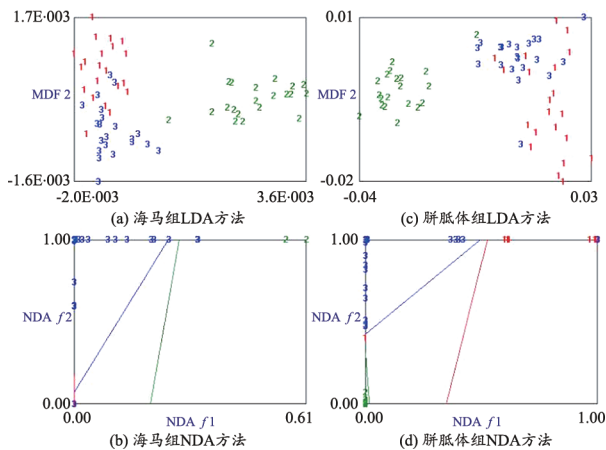 1.7×003
MDF 2
-1.6E×003
-2.0E×003
3.6E×003
(a) 海马组LDA方法
0.01
MDF 2
-0.02
-0.04
0.03
(c) 胼胝体组LDA方法
1.00
NDA f2
0.00
0.00
NDA f1
0.61
(b) 海马组NDA方法
1.00
NDA f2
0.00
0.00
NDA f1
1.00
(d) 胼胝体组NDA方法